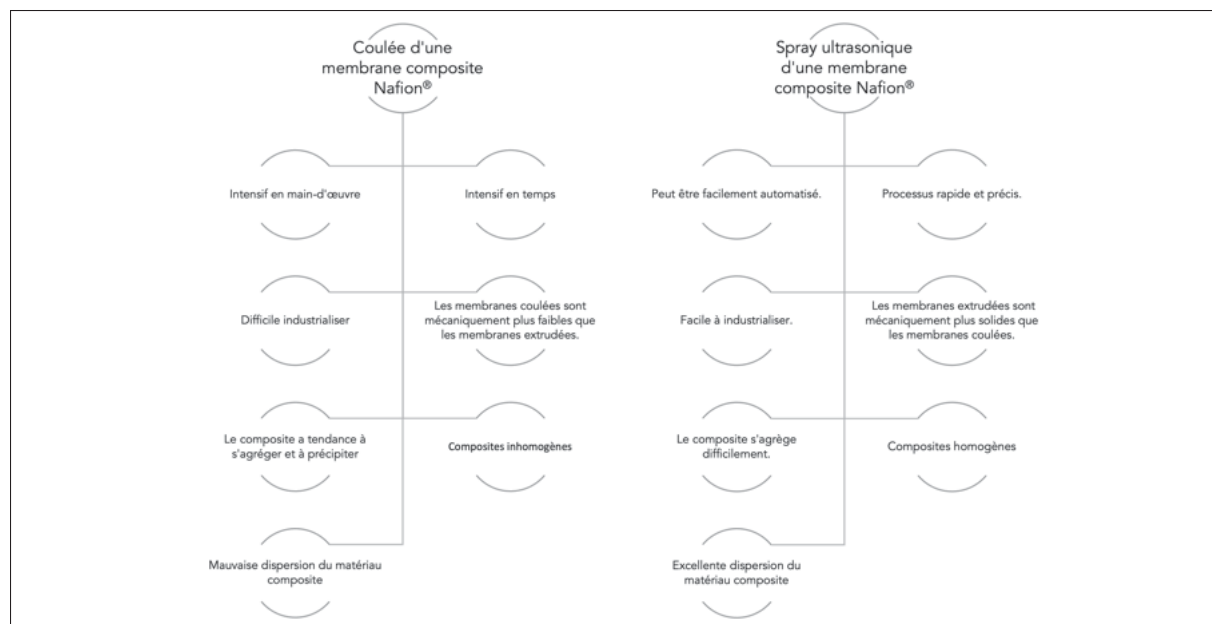 Coulée d'une
membrane composite
Nafion®
Intensif en main-d'œuvre
Intensif en temps
Difficile industrialiser
Les membranes coulées sont
mécaniquement plus faibles que
les membranes extrudées.
Le composite a tendance à
s'agréger et à précipiter
Composites inhomogènes
Mauvaise dispersion du matériau
composite
Spray ultrasonique
d'une membrane
composite Nafion®
Peut être facilement automatisé.
Processus rapide et précis.
Facile à industrialiser.
Les membranes extrudées sont
mécaniquement plus solides que
les membranes coulées.
Le composite s'agrège
difficilement.
Composites homogènes
Excellente dispersion du
matériau composite